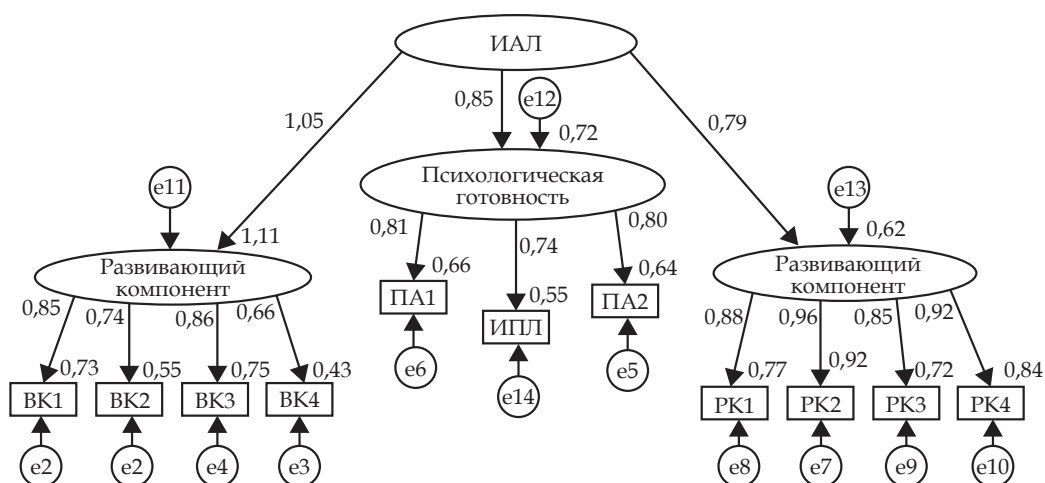 ИАЛ
0,85
e12
1,05
0,72
0,79
Психологическая
готовность
e11
e13
0,81
0,80
1,11
0,74
0,62
Развивающий
компонент
0,66
0,64
Развивающий
компонент
ПА1
0,55
ПА2
0,85
0,74
0,86
0,66
ИПЛ
0,88
0,96
0,85
0,92
e6
e5
0,73
0,55
0,75
0,43
e14
0,77
0,92
0,72
0,84
ВК1
ВК2
ВК3
ВК4
РК1
РК2
РК3
РК4
e2
e2
e4
e3
e8
e7
e9
e10